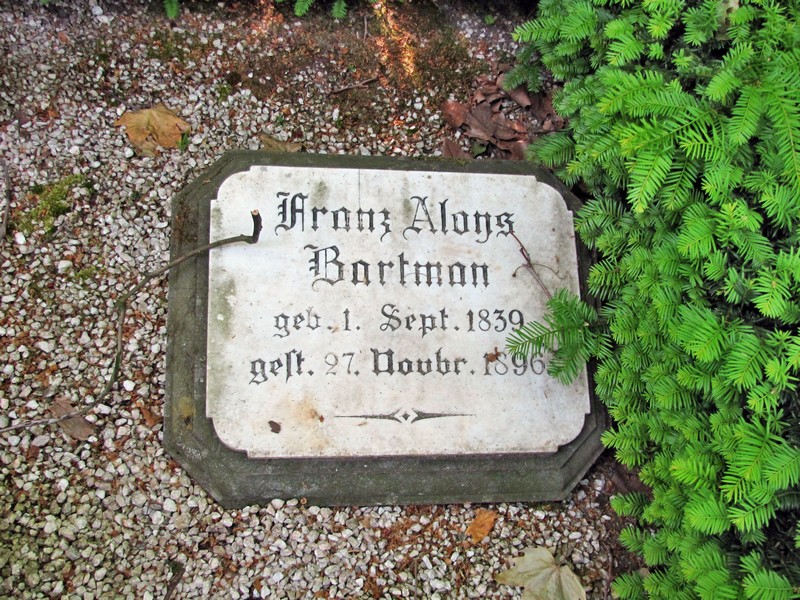 Franz Aloys
Bartman
geb. 1. Sept. 1839
gest. 27. Novbr. 1896